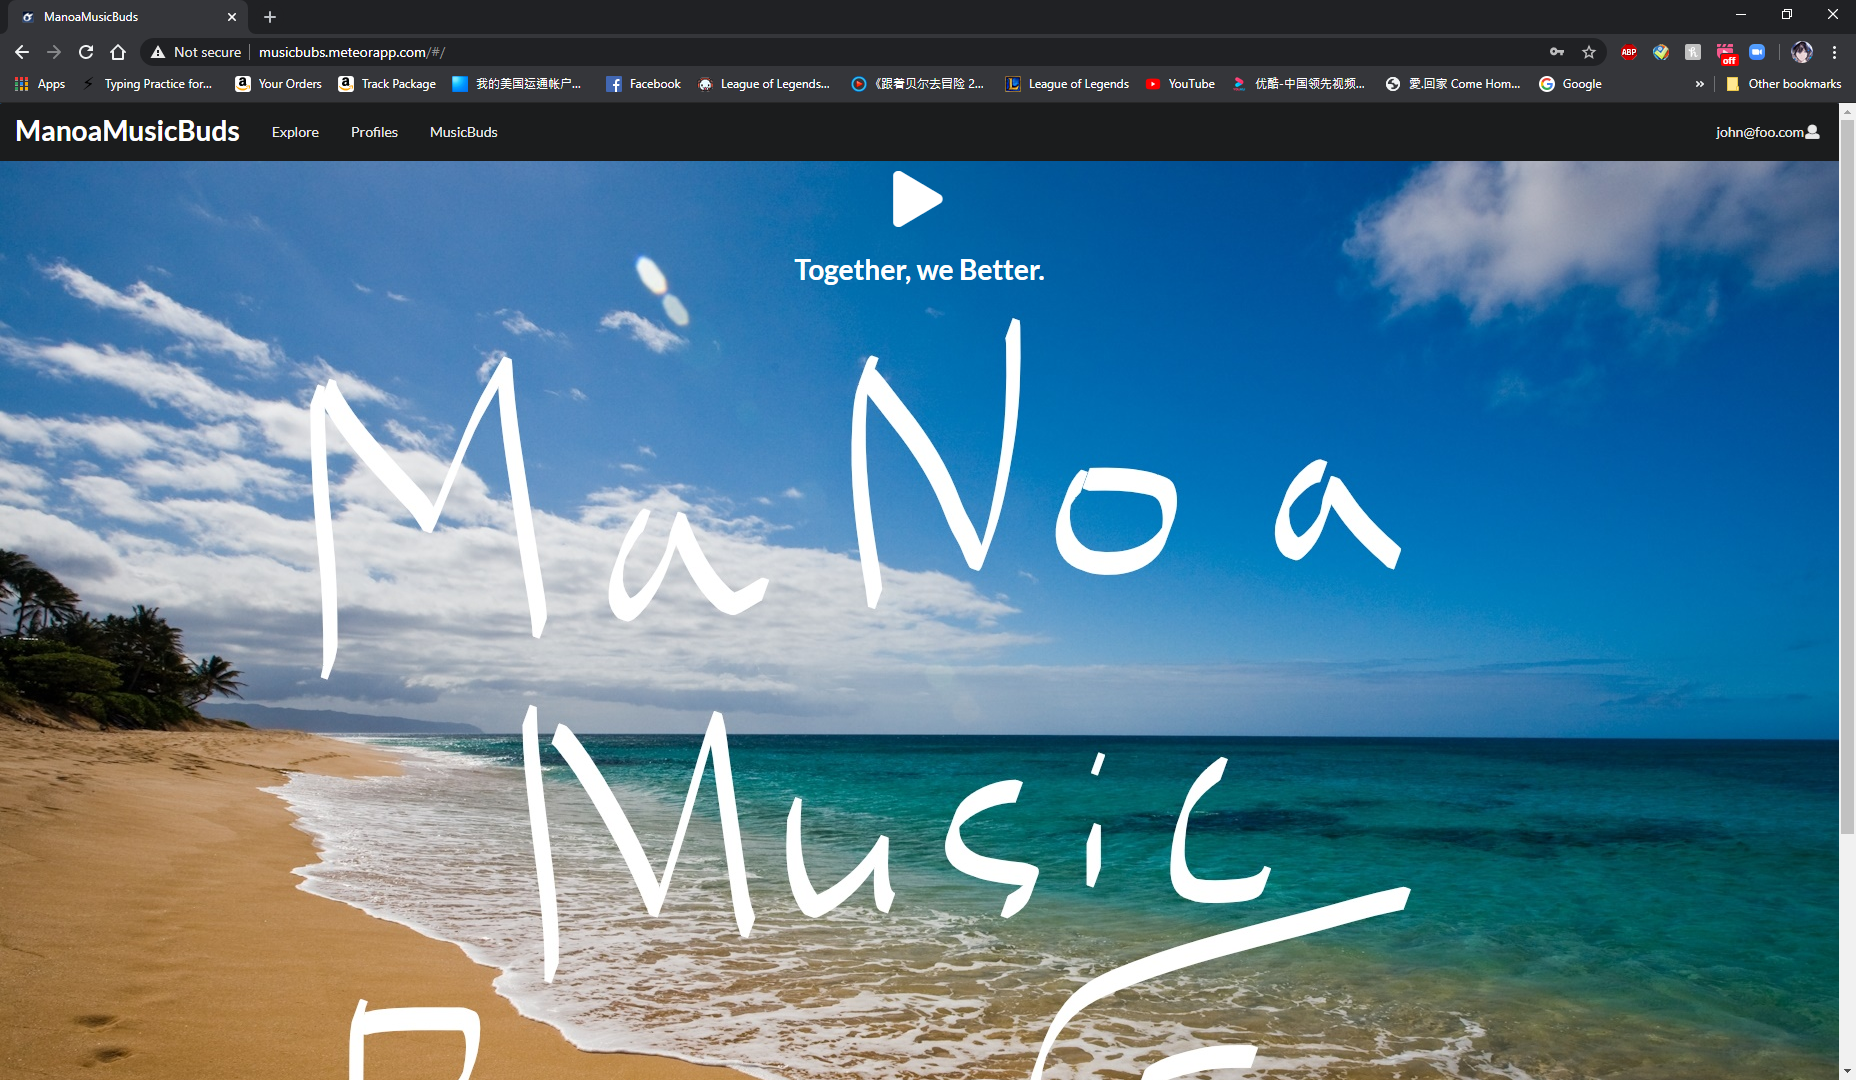 ManoaMusicBuds
Not secure musicbubs.meteorapp.com/#/
ABP
off
Apps Typing Practice for... Your Orders Track Package 我的美国运通帐户... Facebook League of Legends... 《跟着贝尔去冒险 2... League of Legends YouTube 优酷-中国领先视频... 愛.回家 Come Hom... Google » Other bookmarks
ManoaMusicBuds Explore Profiles MusicBuds john@foo.com
Together, we Better.
MaNoa
Music